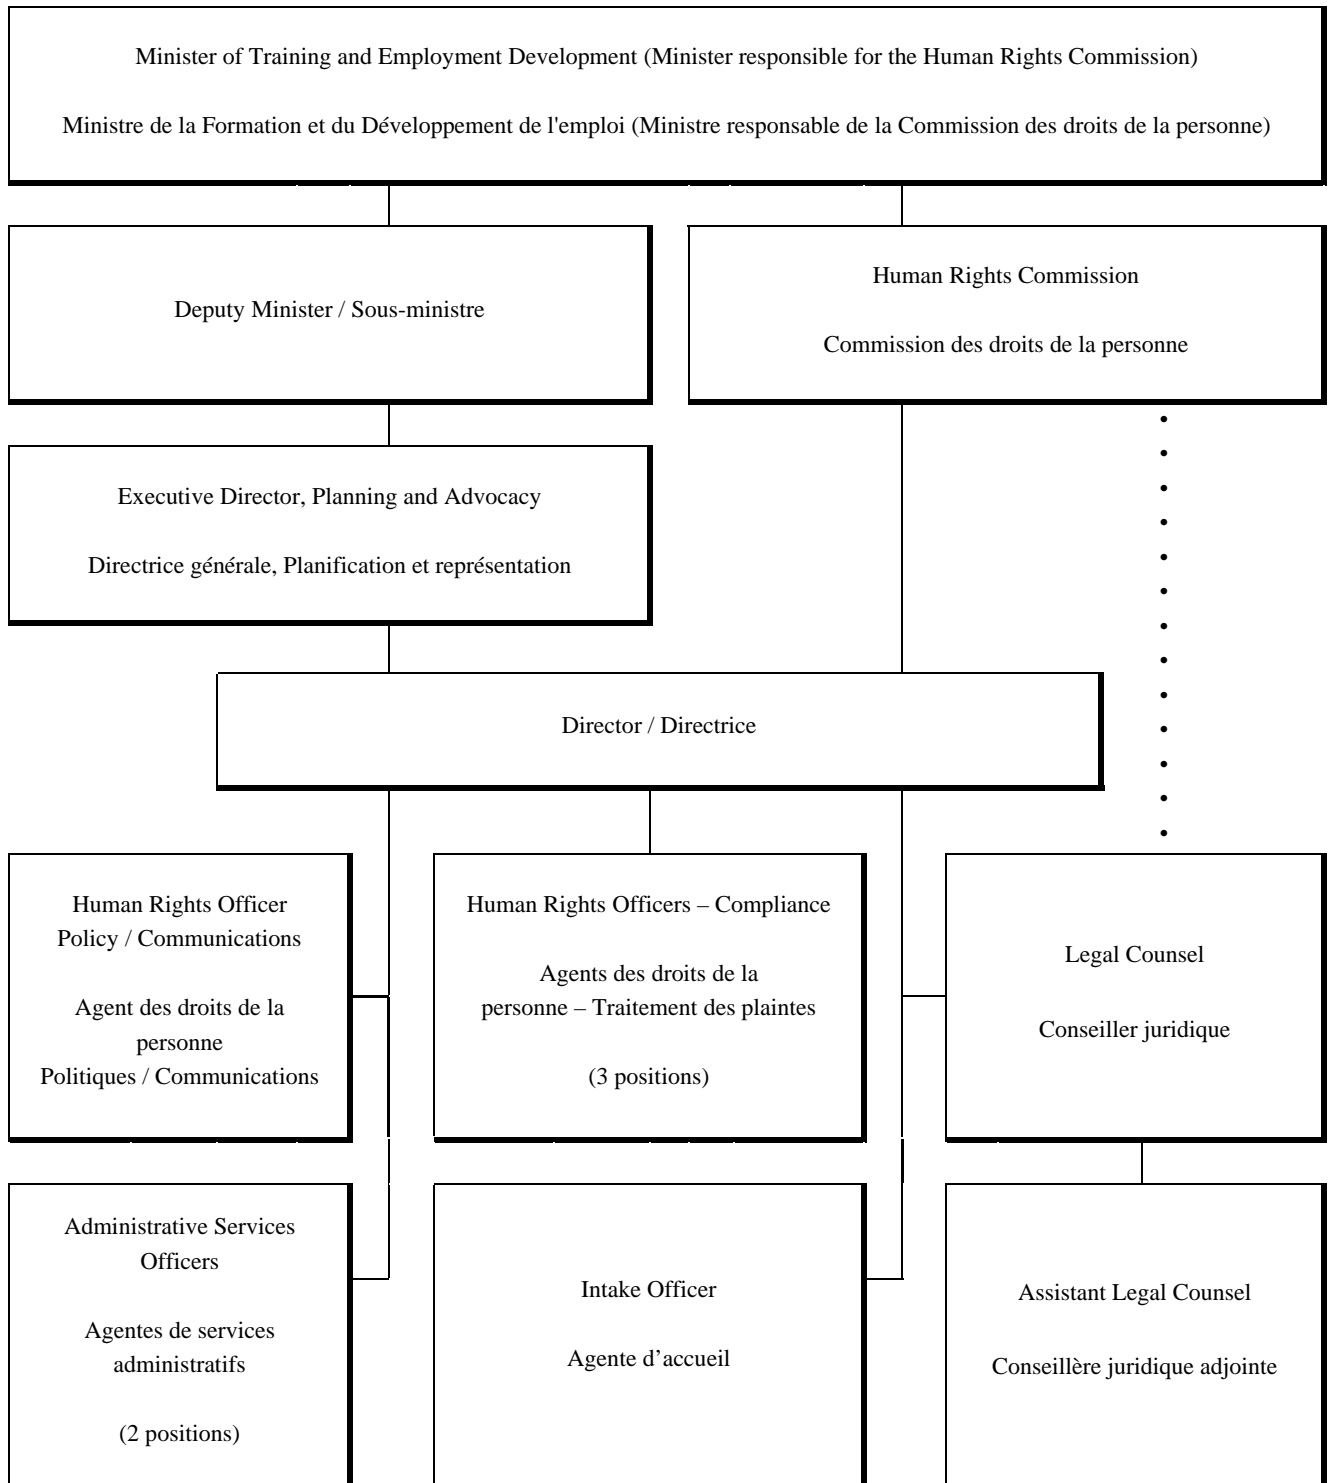 Minister of Training and Employment Development (Minister responsible for the Human Rights Commission)
Ministre de la Formation et du Développement de l'emploi (Ministre responsable de la Commission des droits de la personne)
Deputy Minister / Sous-ministre
Human Rights Commission
Commission des droits de la personne
Executive Director, Planning and Advocacy
Directrice générale, Planification et représentation
Director / Directrice
Human Rights Officer
Policy / Communications
Agent des droits de la
personne
Politiques / Communications
Human Rights Officers – Compliance
Agents des droits de la
personne – Traitement des plaintes
(3 positions)
Legal Counsel
Conseiller juridique
Administrative Services
Officers
Agentes de services
administratifs
(2 positions)
Intake Officer
Agente d’accueil
Assistant Legal Counsel
Conseillère juridique adjointe